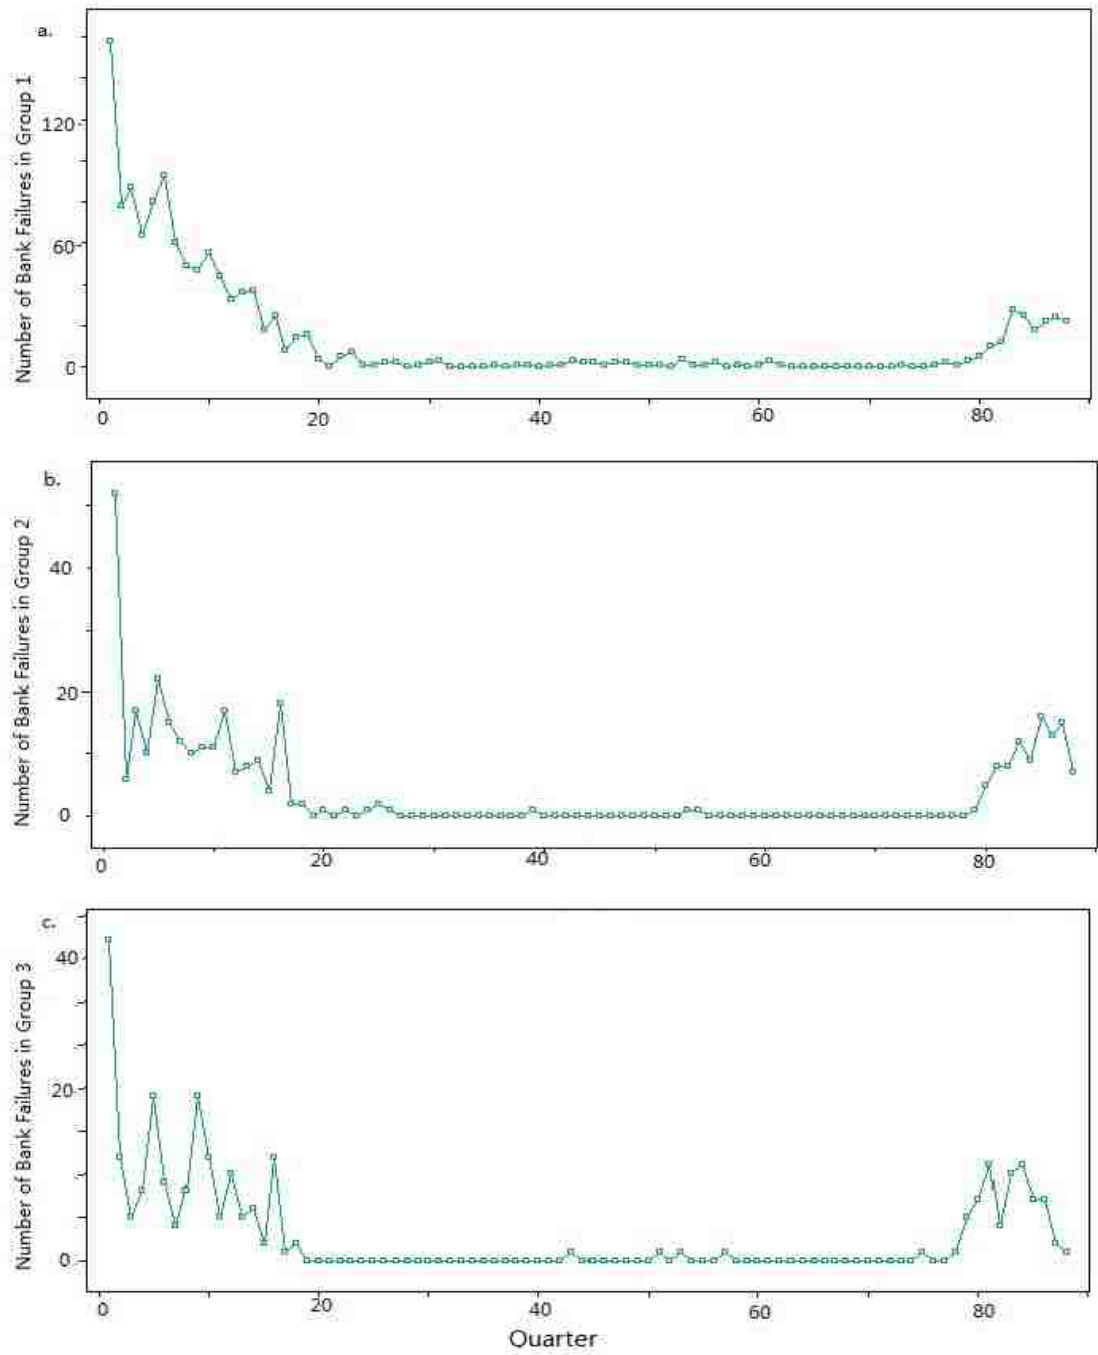 a.
Number of Bank Failures in Group 1
120
60
0
0 20 40 60 80
b.
Number of Bank Failures in Group 2
40
20
0
0 20 40 60 80
c.
Number of Bank Failures in Group 3
40
20
0
0 20 40 60 80
Quarter